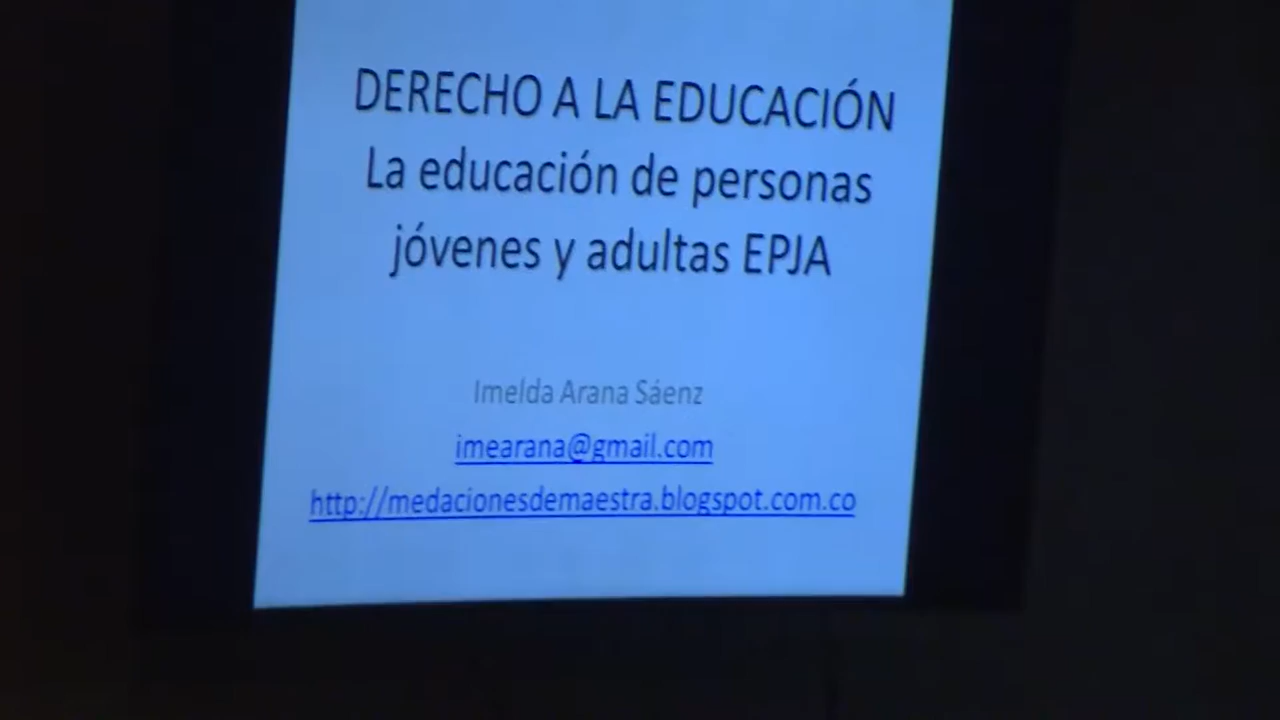 DERECHO A LA EDUCACIÓN
La educación de personas
jóvenes y adultas EPJA
Imelda Arana Sáenz
imearana@gmail.com
http://medacionesdemaestra.blogspot.com.co